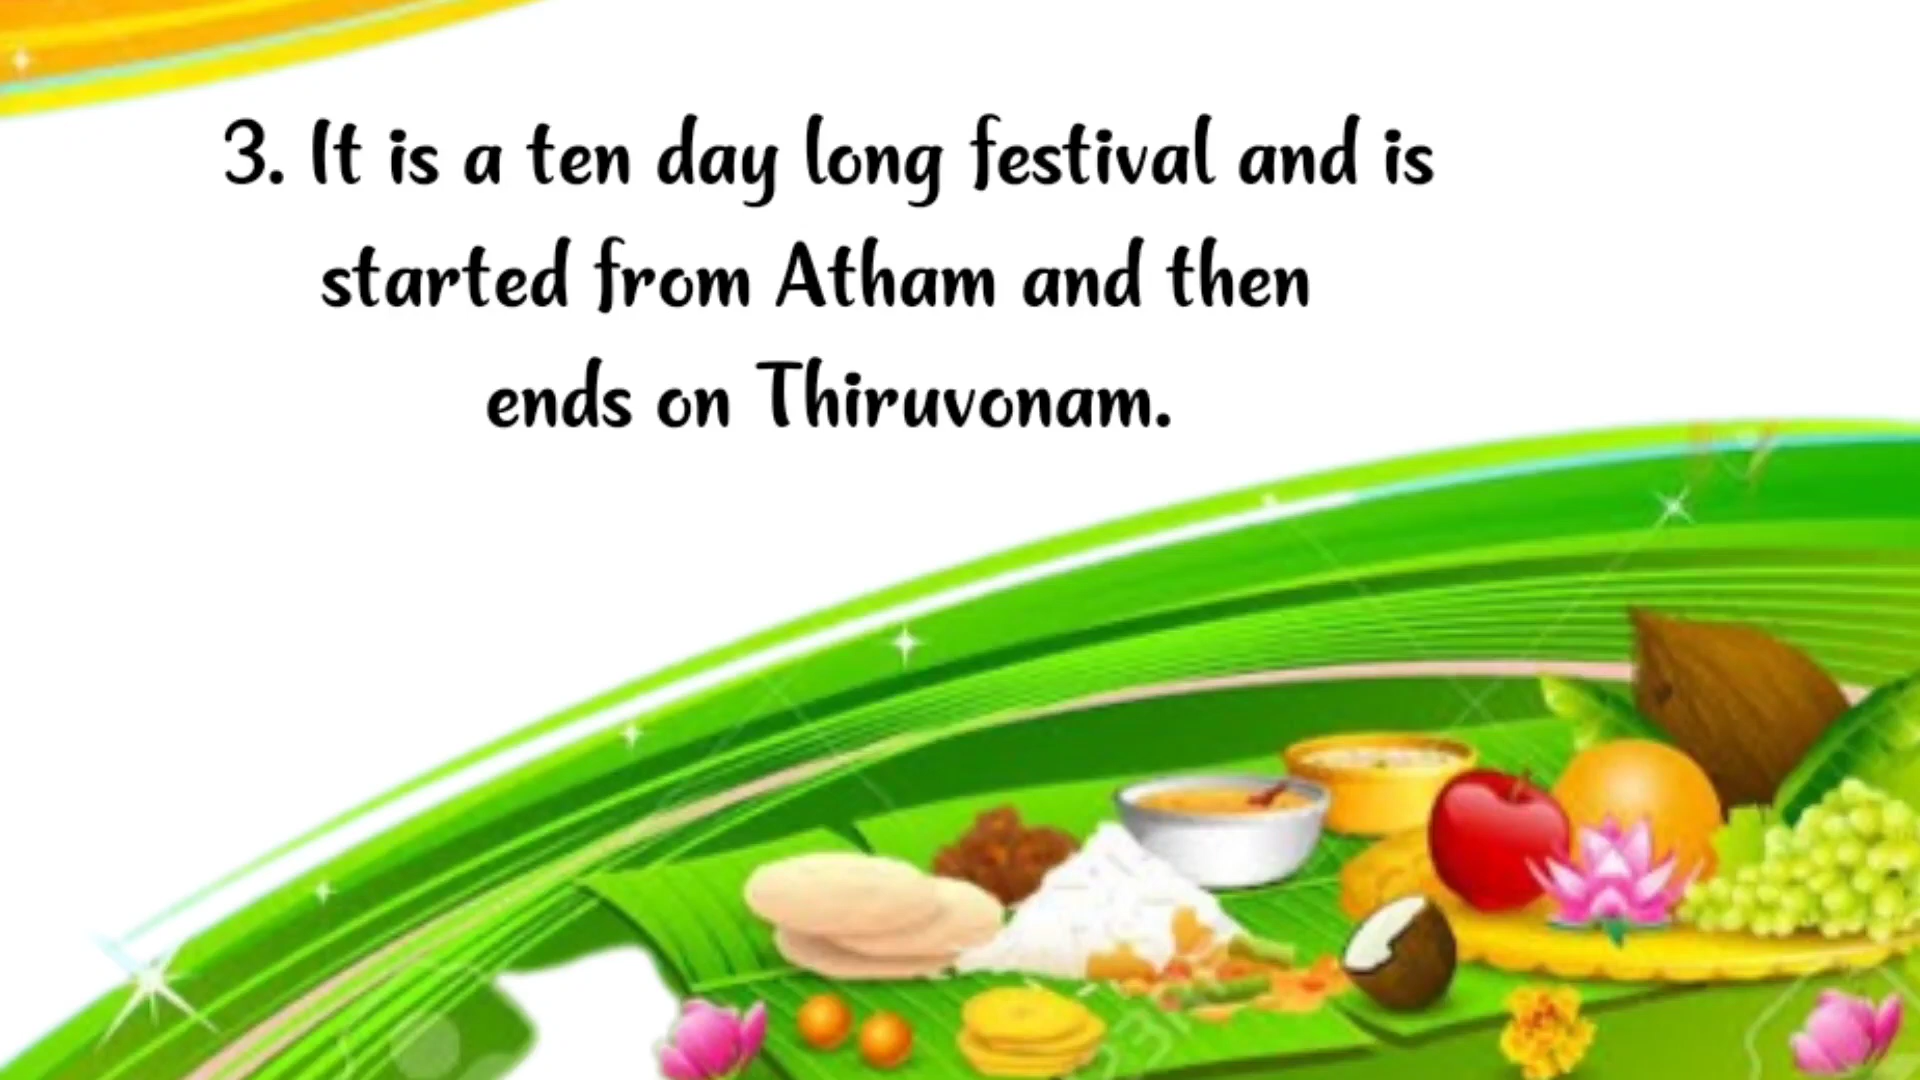 3. It is a ten day long festival and is
started from Atham and then
ends on Thiruvonam.